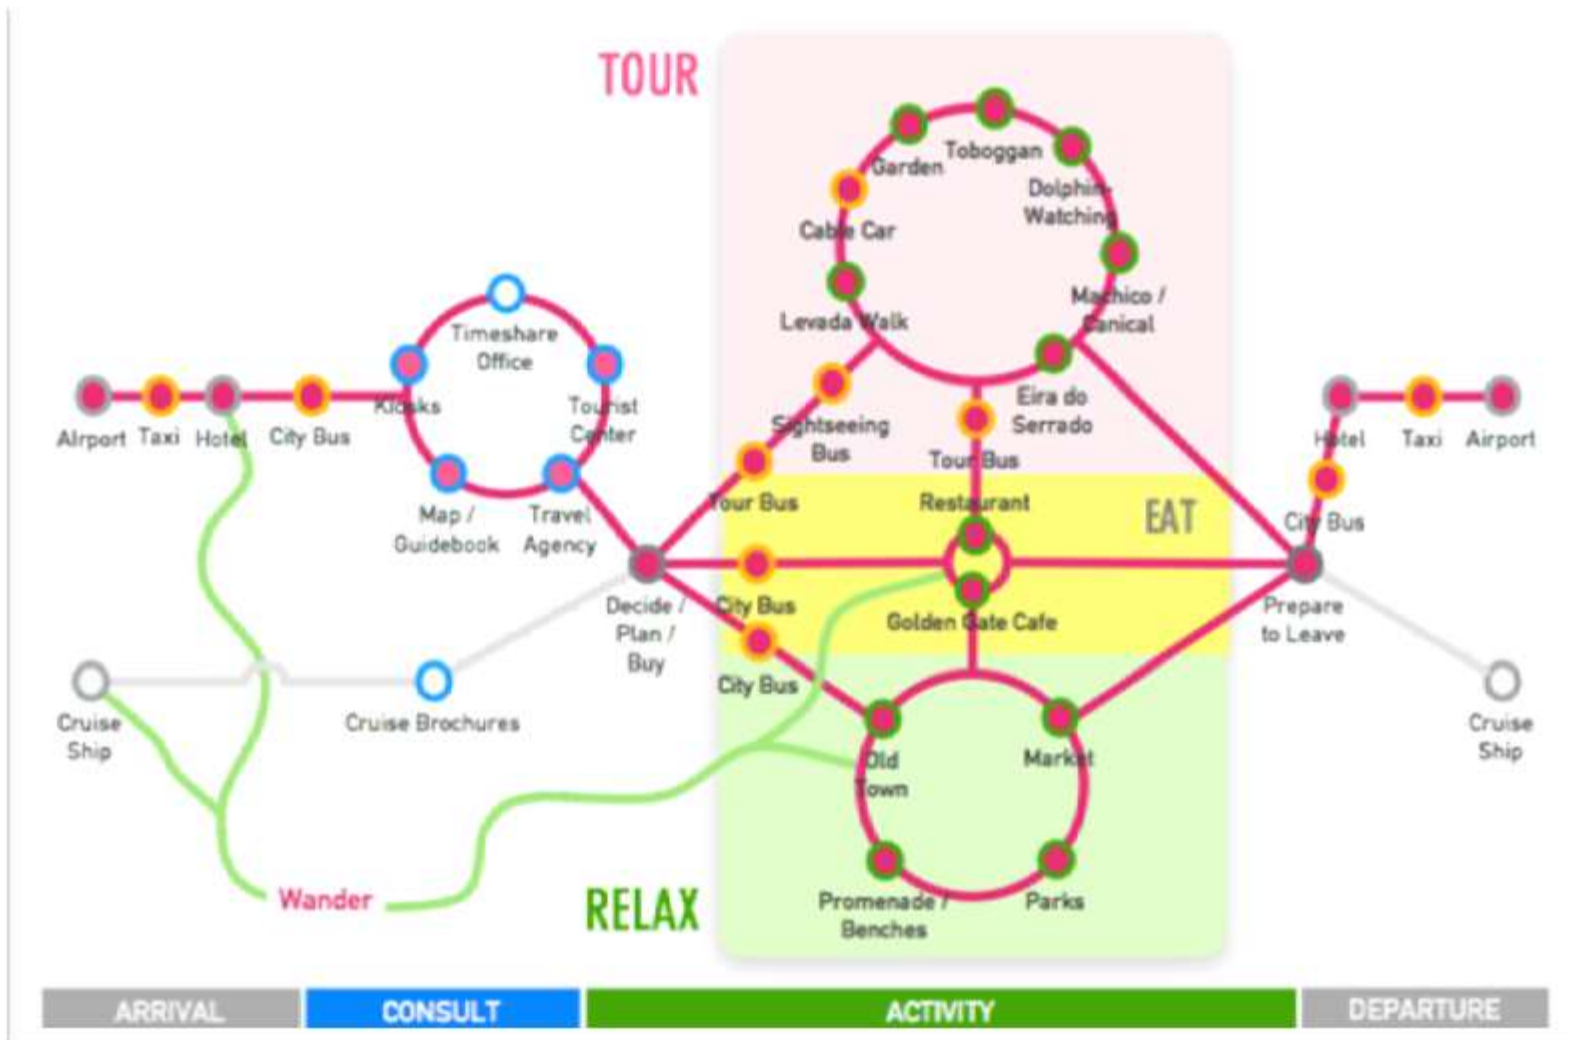 TOUR
Garden
Toboggan
Dolphin-
Watching
Cable Car
Machico /
Canical
Levada Walk
Timeshare
Office
Eira do
Serrado
Kiosks
Tourist
Center
AIrport
Taxi
Hotel
City Bus
Sightseeing
Bus
Tour Bus
Hotel
Taxi
Airport
Map /
Guidebook
Travel
Agency
Tour Bus
Restaurant
EAT
City Bus
Decide /
Plan /
Buy
City Bus
Golden Gate Cafe
Prepare
to Leave
City Bus
Cruise
Ship
Cruise Brochures
Old
Town
Market
Cruise
Ship
Wander
RELAX
Promenade /
Benches
Parks
ARRIVAL
CONSULT
ACTIVITY
DEPARTURE